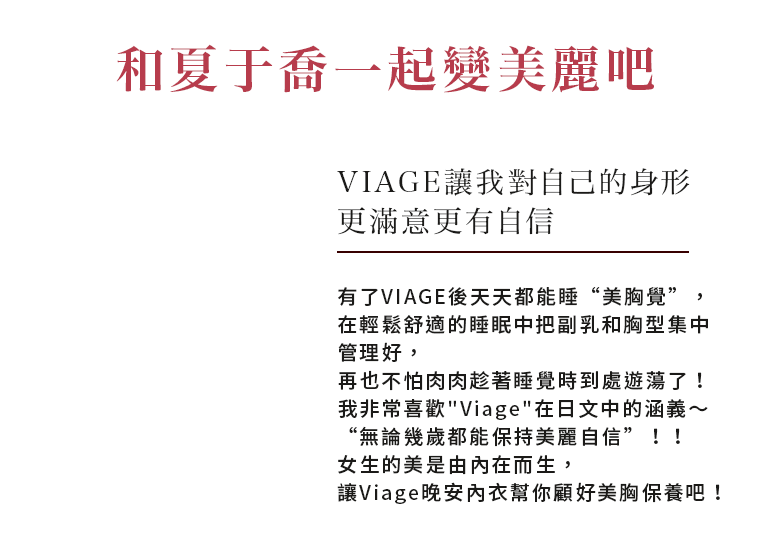 和夏于喬一起變美麗吧
VIAGE讓我對自己的身形
更滿意更有自信
有了VIAGE後天天都能睡“美胸覺”，
在輕鬆舒適的睡眠中把副乳和胸型集中
管理好，
再也不怕肉肉趁著睡覺時到處遊蕩了！
我非常喜歡"Viage"在日文中的涵義～
“無論幾歲都能保持美麗自信”！！
女生的美是由內在而生，
讓Viage晚安內衣幫你顧好美胸保養吧！